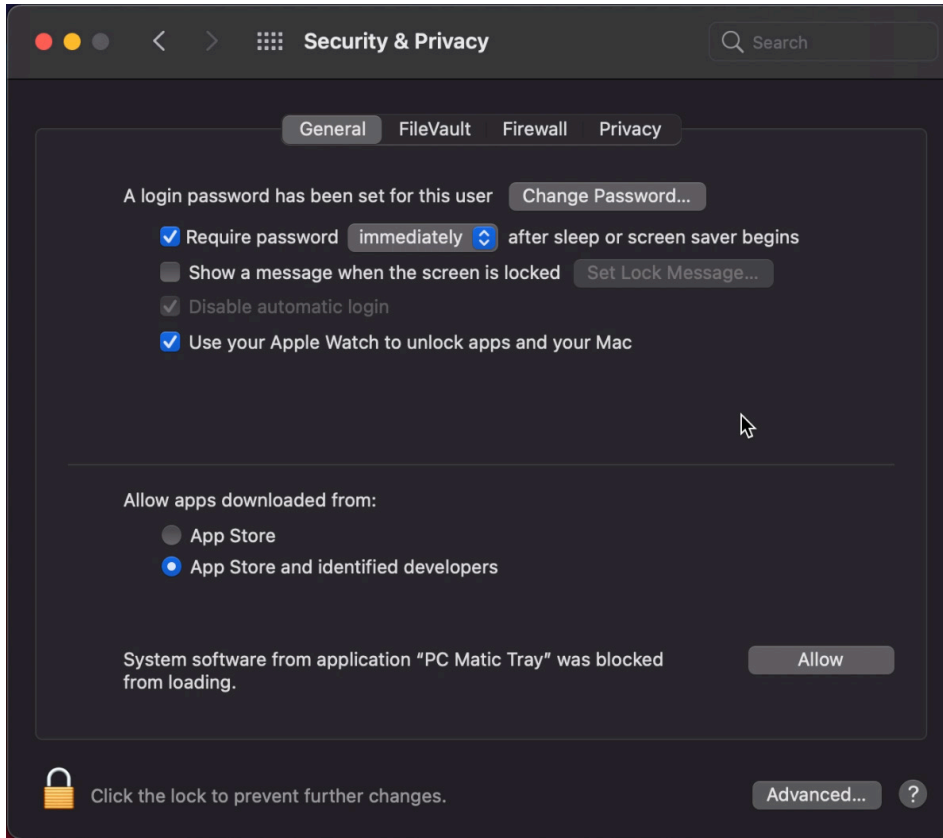 Security & Privacy
Search
General FileVault Firewall Privacy
A login password has been set for this user Change Password...
Require password immediately after sleep or screen saver begins
Show a message when the screen is locked Set Lock Message...
Disable automatic login
Use your Apple Watch to unlock apps and your Mac
Allow apps downloaded from:
App Store
App Store and identified developers
System software from application “PC Matic Tray” was blocked
from loading.
Allow
Click the lock to prevent further changes.
Advanced...
?